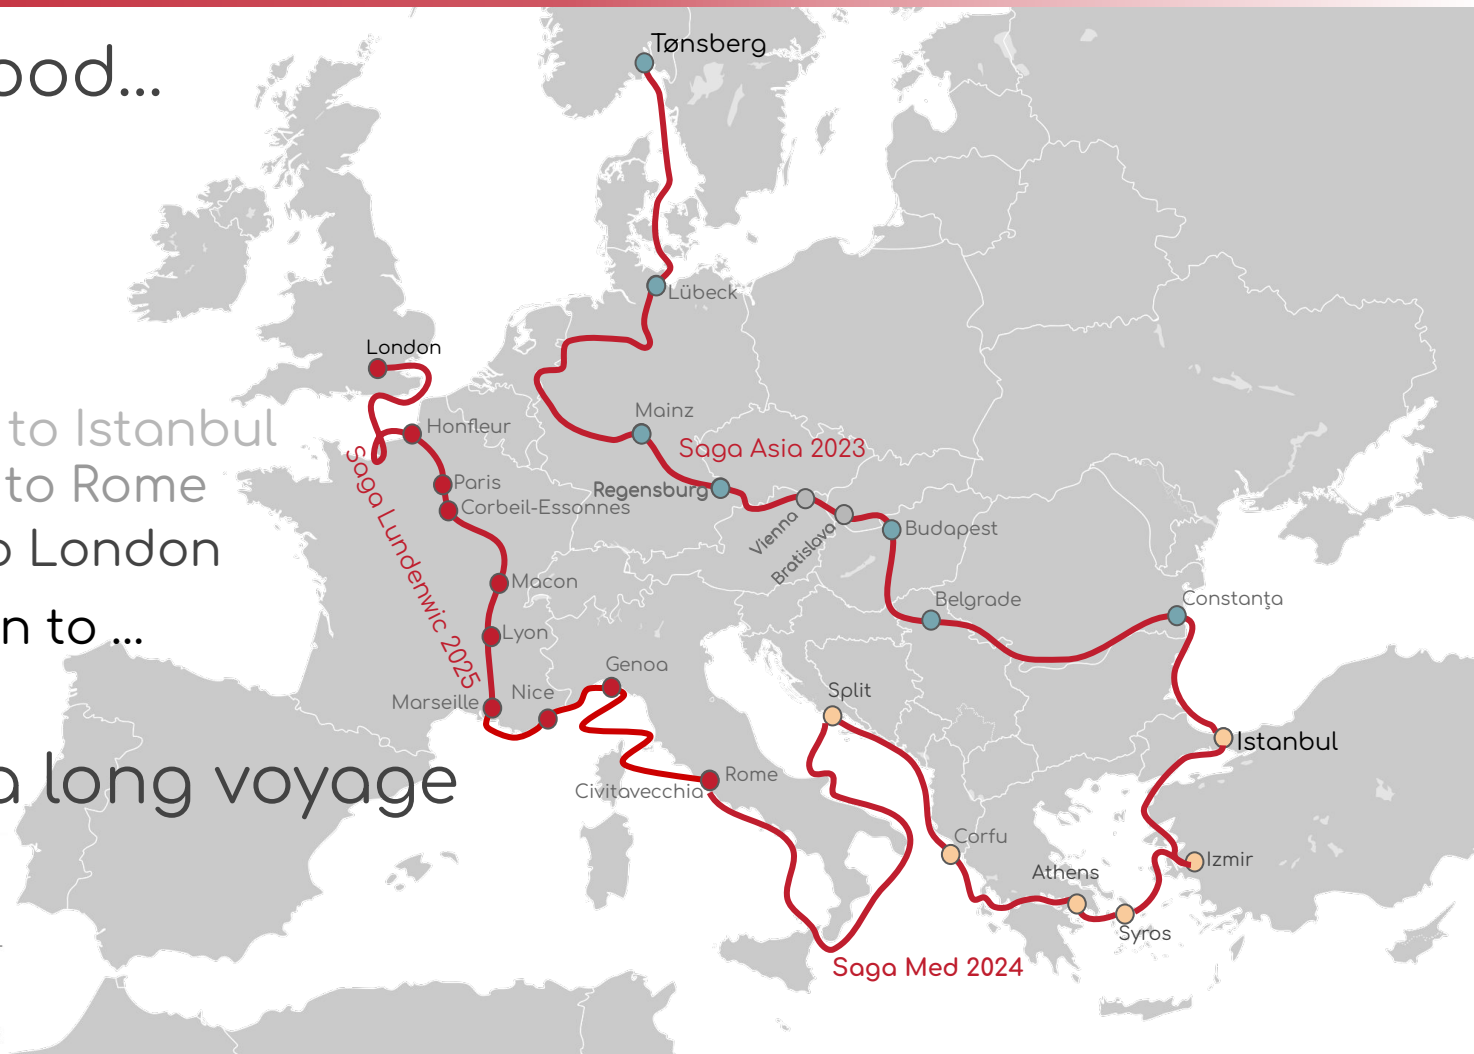 ood...
to Istanbul
to Rome
o London
n to ...
a long voyage
Tønsberg
Lübeck
London
Mainz
Honfleur
Saga Asia 2023
Paris
Regensburg
Corbeil-Essonnes
Vienna
Bratislava
Budapest
Saga Lundenwic 2025
Macon
Belgrade
Constanța
Lyon
Genoa
Marseille
Nice
Split
Istanbul
Rome
Civitavecchia
Corfu
Athens
Izmir
Syros
Saga Med 2024